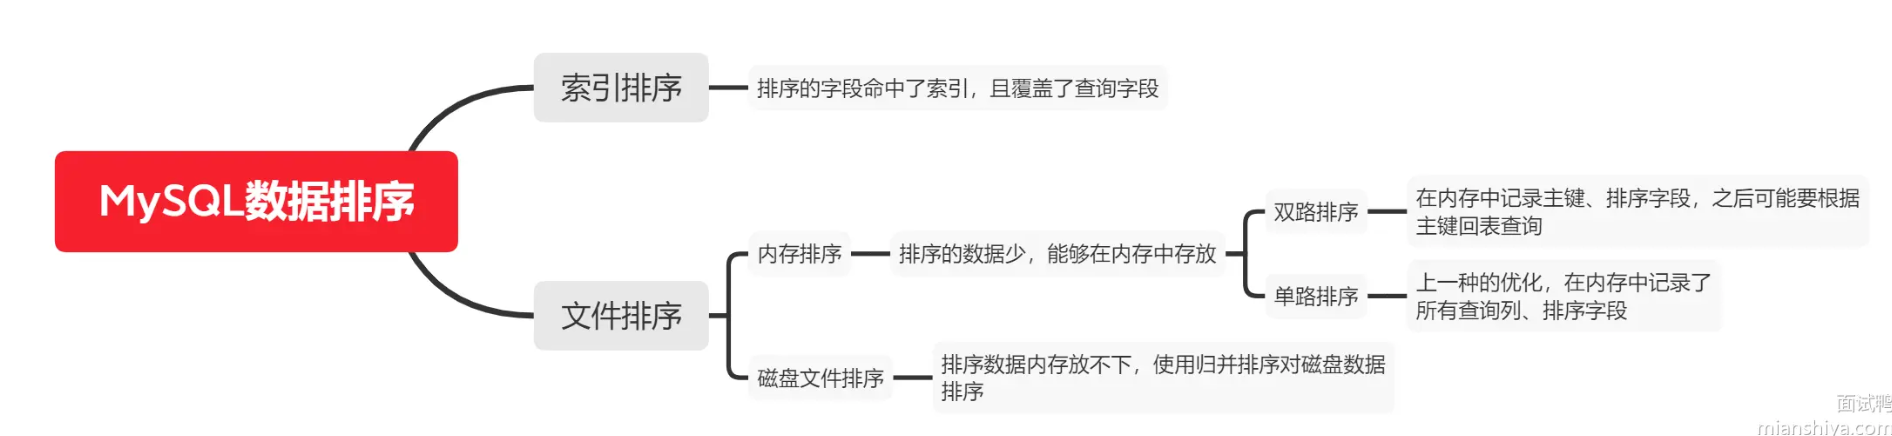 MySQL数据排序
索引排序
排序的字段命中了索引，且覆盖了查询字段
文件排序
内存排序
排序的数据少，能够在内存中存放
双路排序
在内存中记录主键、排序字段，之后可能要根据
主键回表查询
单路排序
上一种的优化，在内存中记录了
所有查询列、排序字段
磁盘文件排序
排序数据内存放不下，使用归并排序对磁盘数据
排序
面试鸭
mianshiya.com